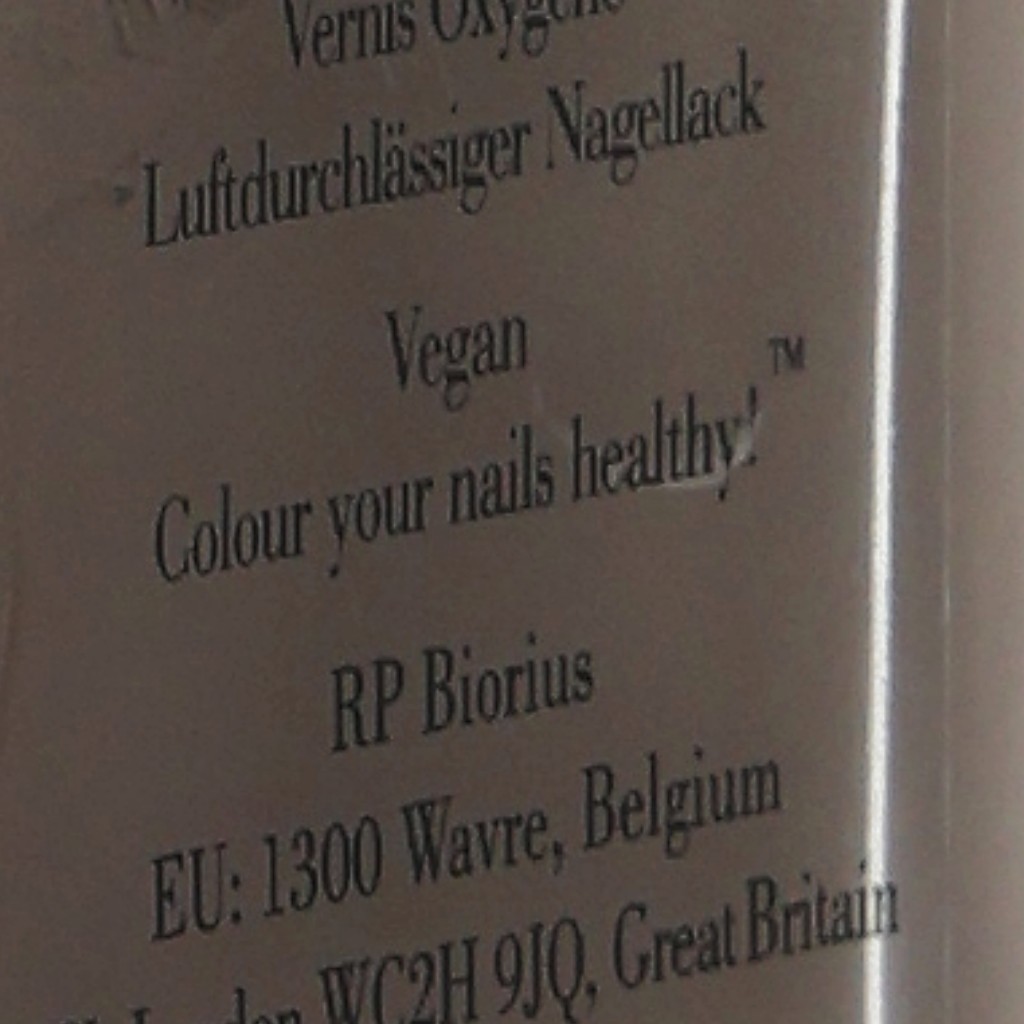 Vernis
Luftdurchlässiger Nagellack
Vegan
Colour your nails healthy!™
RP Biorius
EU: 1300 Wavre, Belgium
London WC2H 9JQ, Great Britain